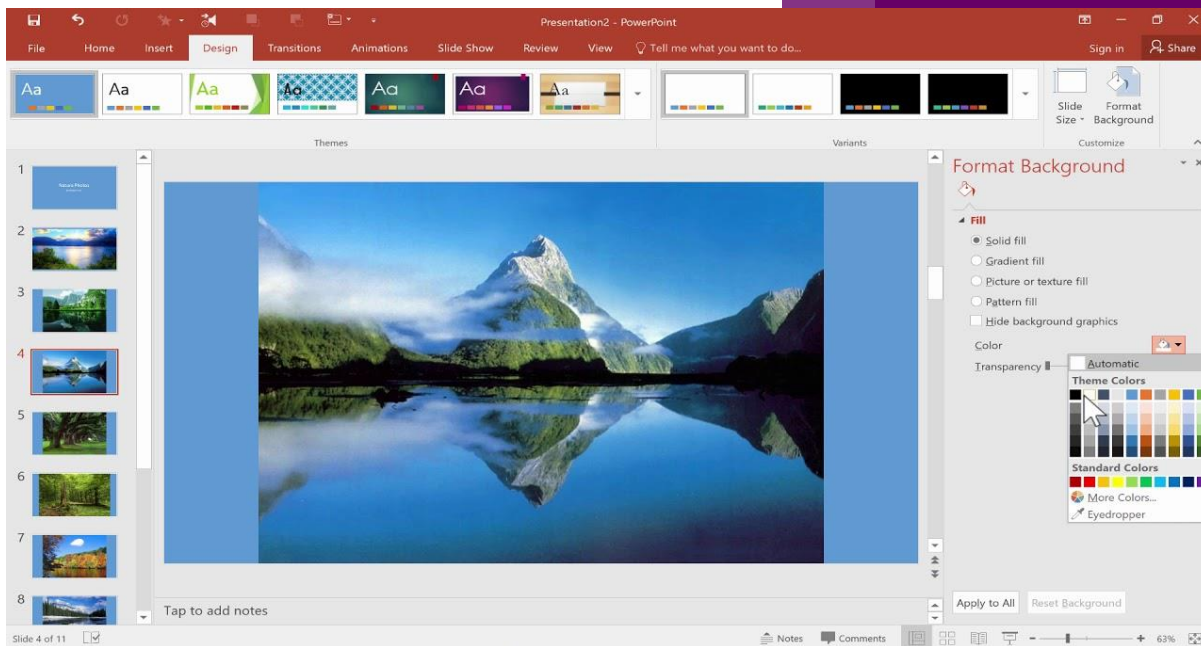 Presentation2 - PowerPoint
File Home Insert Design Transitions Animations Slide Show Review View Tell me what you want to do... Sign in Share
Aa Aa Aa Aa Aa Aa Aa
Slide Size Format Background
Themes Variants Customize
1
2
3
4
5
6
7
8
Nature Photos
Format Background
Fill
Solid fill
Gradient fill
Picture or texture fill
Pattern fill
Hide background graphics
Color
Transparency
Automatic
Theme Colors
Standard Colors
More Colors...
Eyedropper
Apply to All Reset Background
Tap to add notes
Slide 4 of 11 Notes Comments 63%